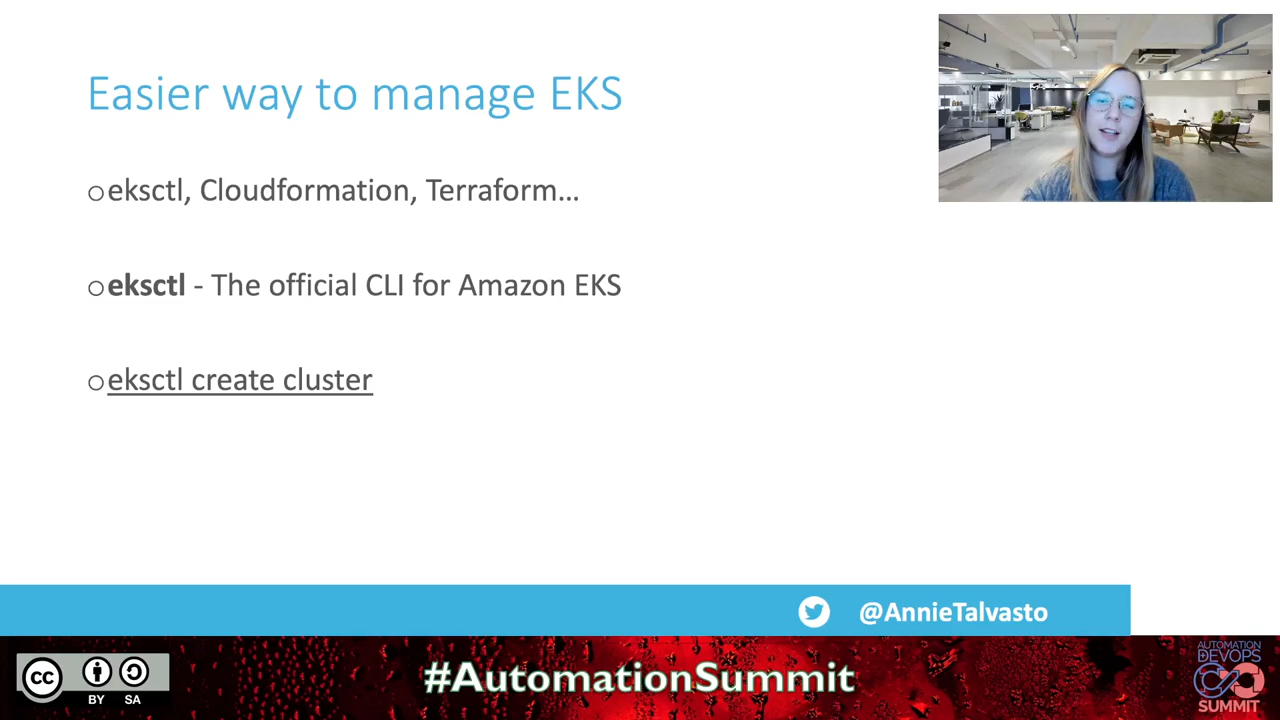 Easier way to manage EKS
eksctl, Cloudformation, Terraform...
eksctl - The official CLI for Amazon EKS
eksctl create cluster
@AnnieTalvasto
cc
BY SA
#AutomationSummit
AUTOMATION
DEVOPS
SUMMIT